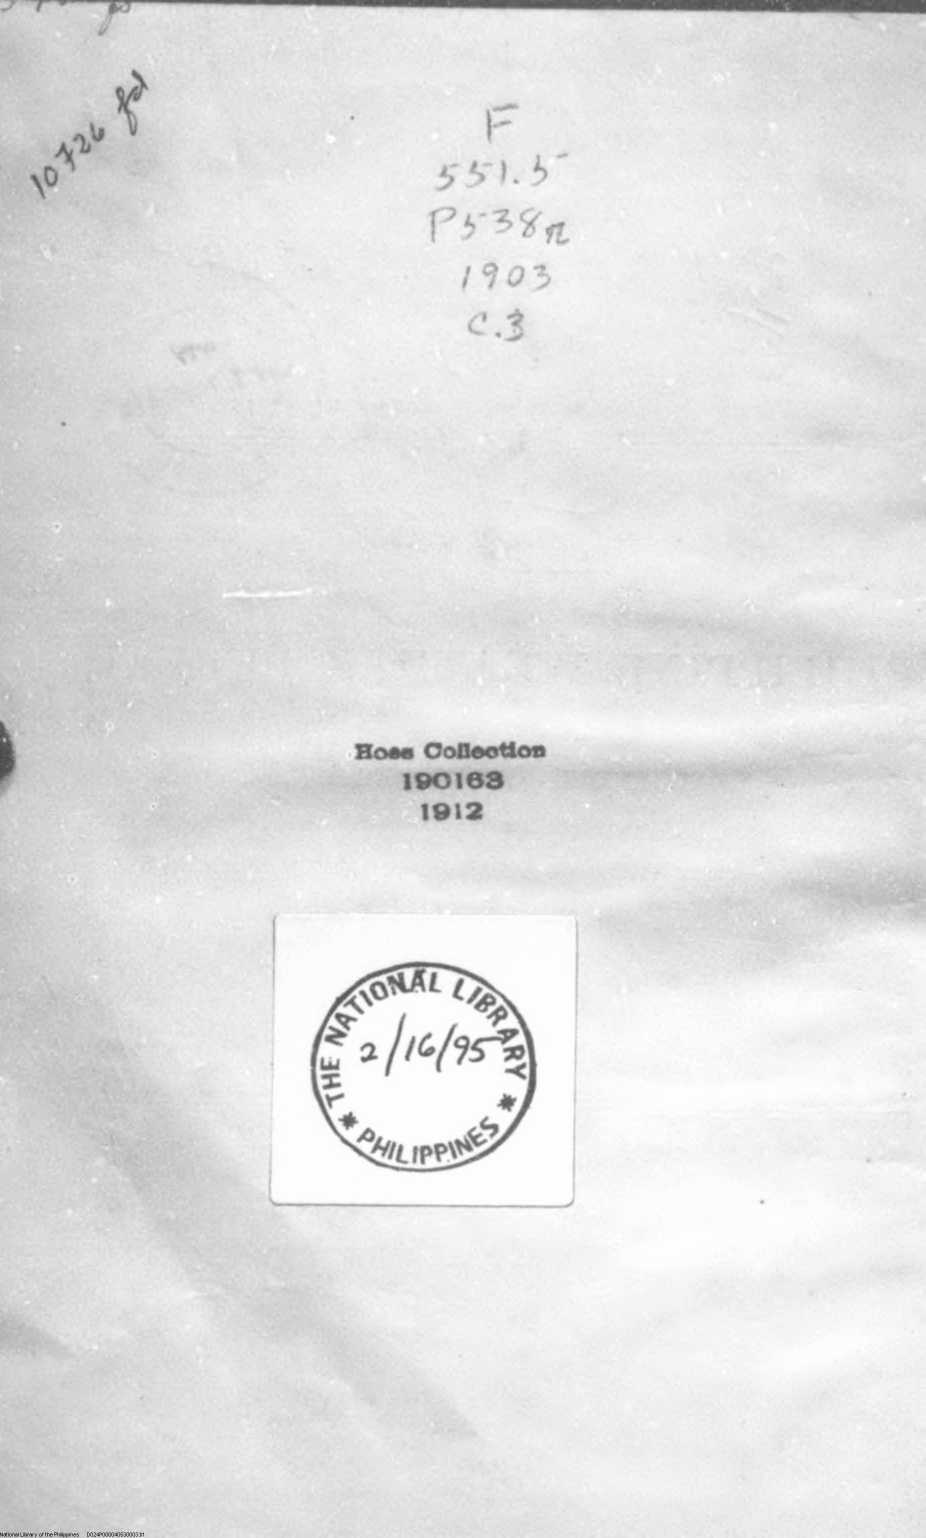 10726 fd
F
551.5
P538r
1903
C.3
Hoss Collection
190163
1912
THE NATIONAL LIBRARY
2/16/95
* PHILIPPINES *
National Library of the Philippines